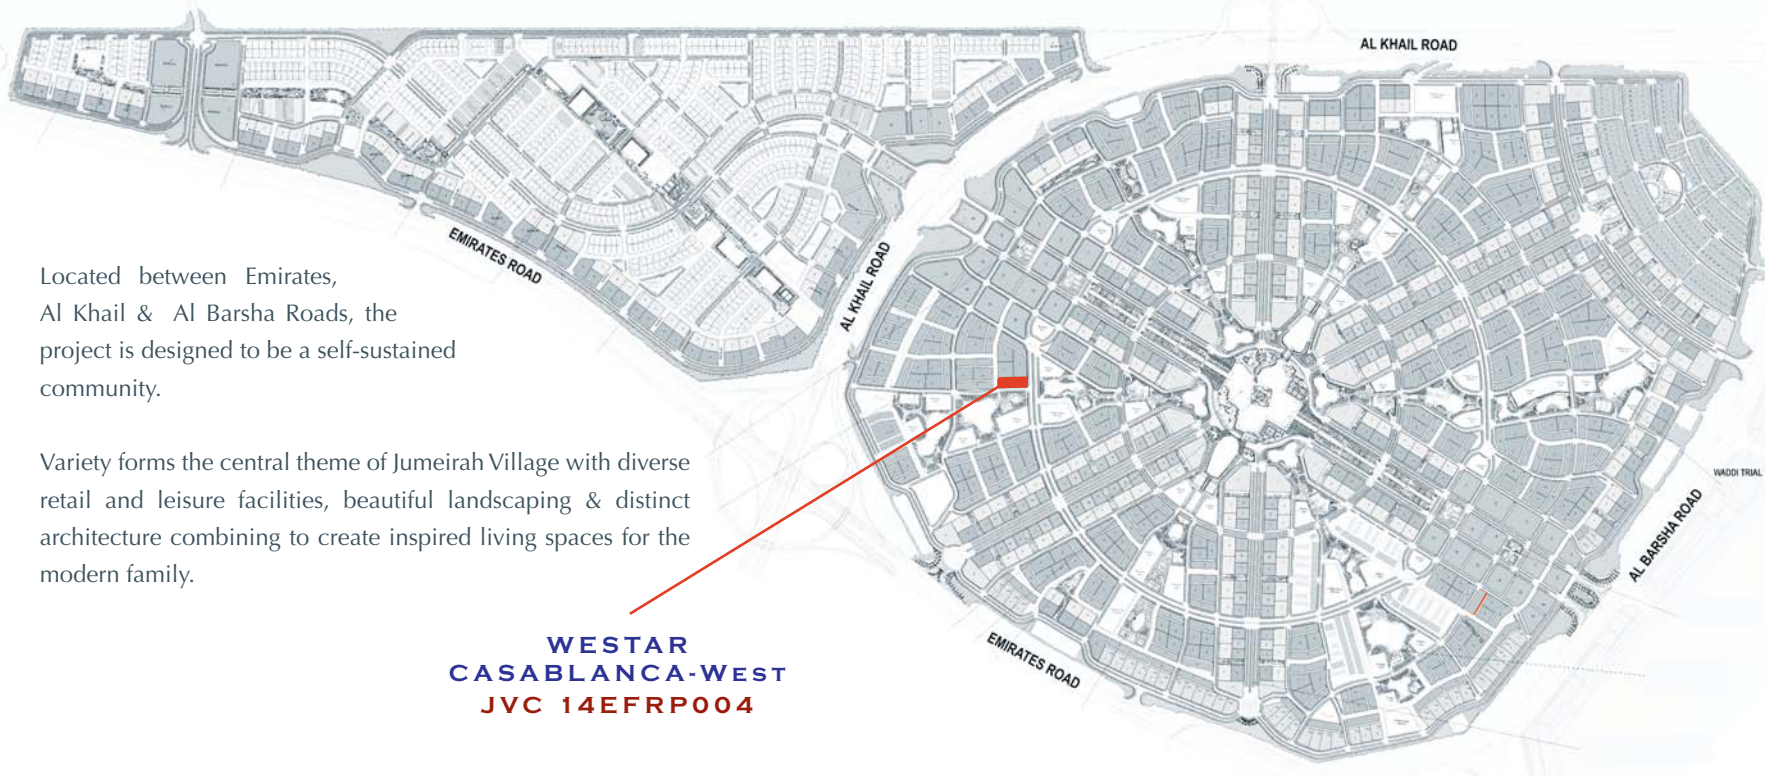 AL KHAIL ROAD
EMIRATES ROAD
AL KHAIL ROAD
Located between Emirates,
Al Khail & Al Barsha Roads, the
project is designed to be a self-sustained
community.
Variety forms the central theme of Jumeirah Village with diverse
retail and leisure facilities, beautiful landscaping & distinct
architecture combining to create inspired living spaces for the
modern family.
WADDI TRIAL
AL BARSHA ROAD
EMIRATES ROAD
WESTAR
CASABLANCA-WEST
JVC 14EFRP004